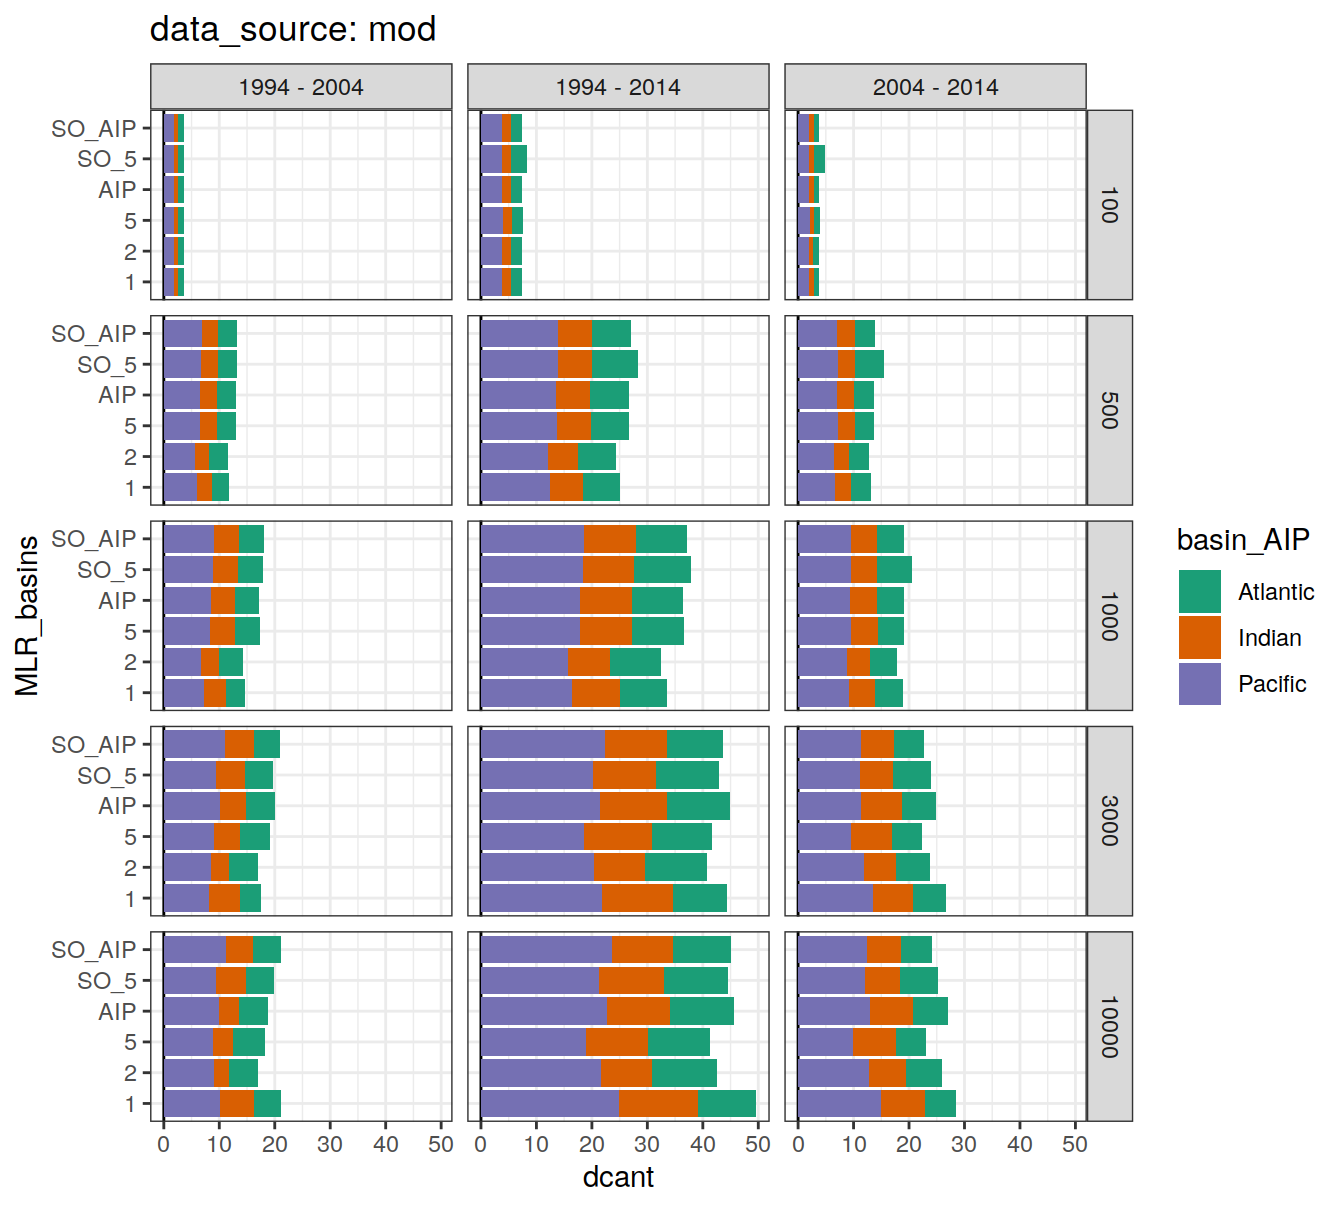 data_source: mod
1994 - 2004
1994 - 2014
2004 - 2014
SO_AIP
SO_5
AIP
5
2
1
100
SO_AIP
SO_5
AIP
5
2
1
500
SO_AIP
SO_5
AIP
5
2
1
1000
SO_AIP
SO_5
AIP
5
2
1
3000
SO_AIP
SO_5
AIP
5
2
1
10000
0 10 20 30 40 50
0 10 20 30 40 50
0 10 20 30 40 50
dcant
MLR_basins
basin_AIP
Atlantic
Indian
Pacific